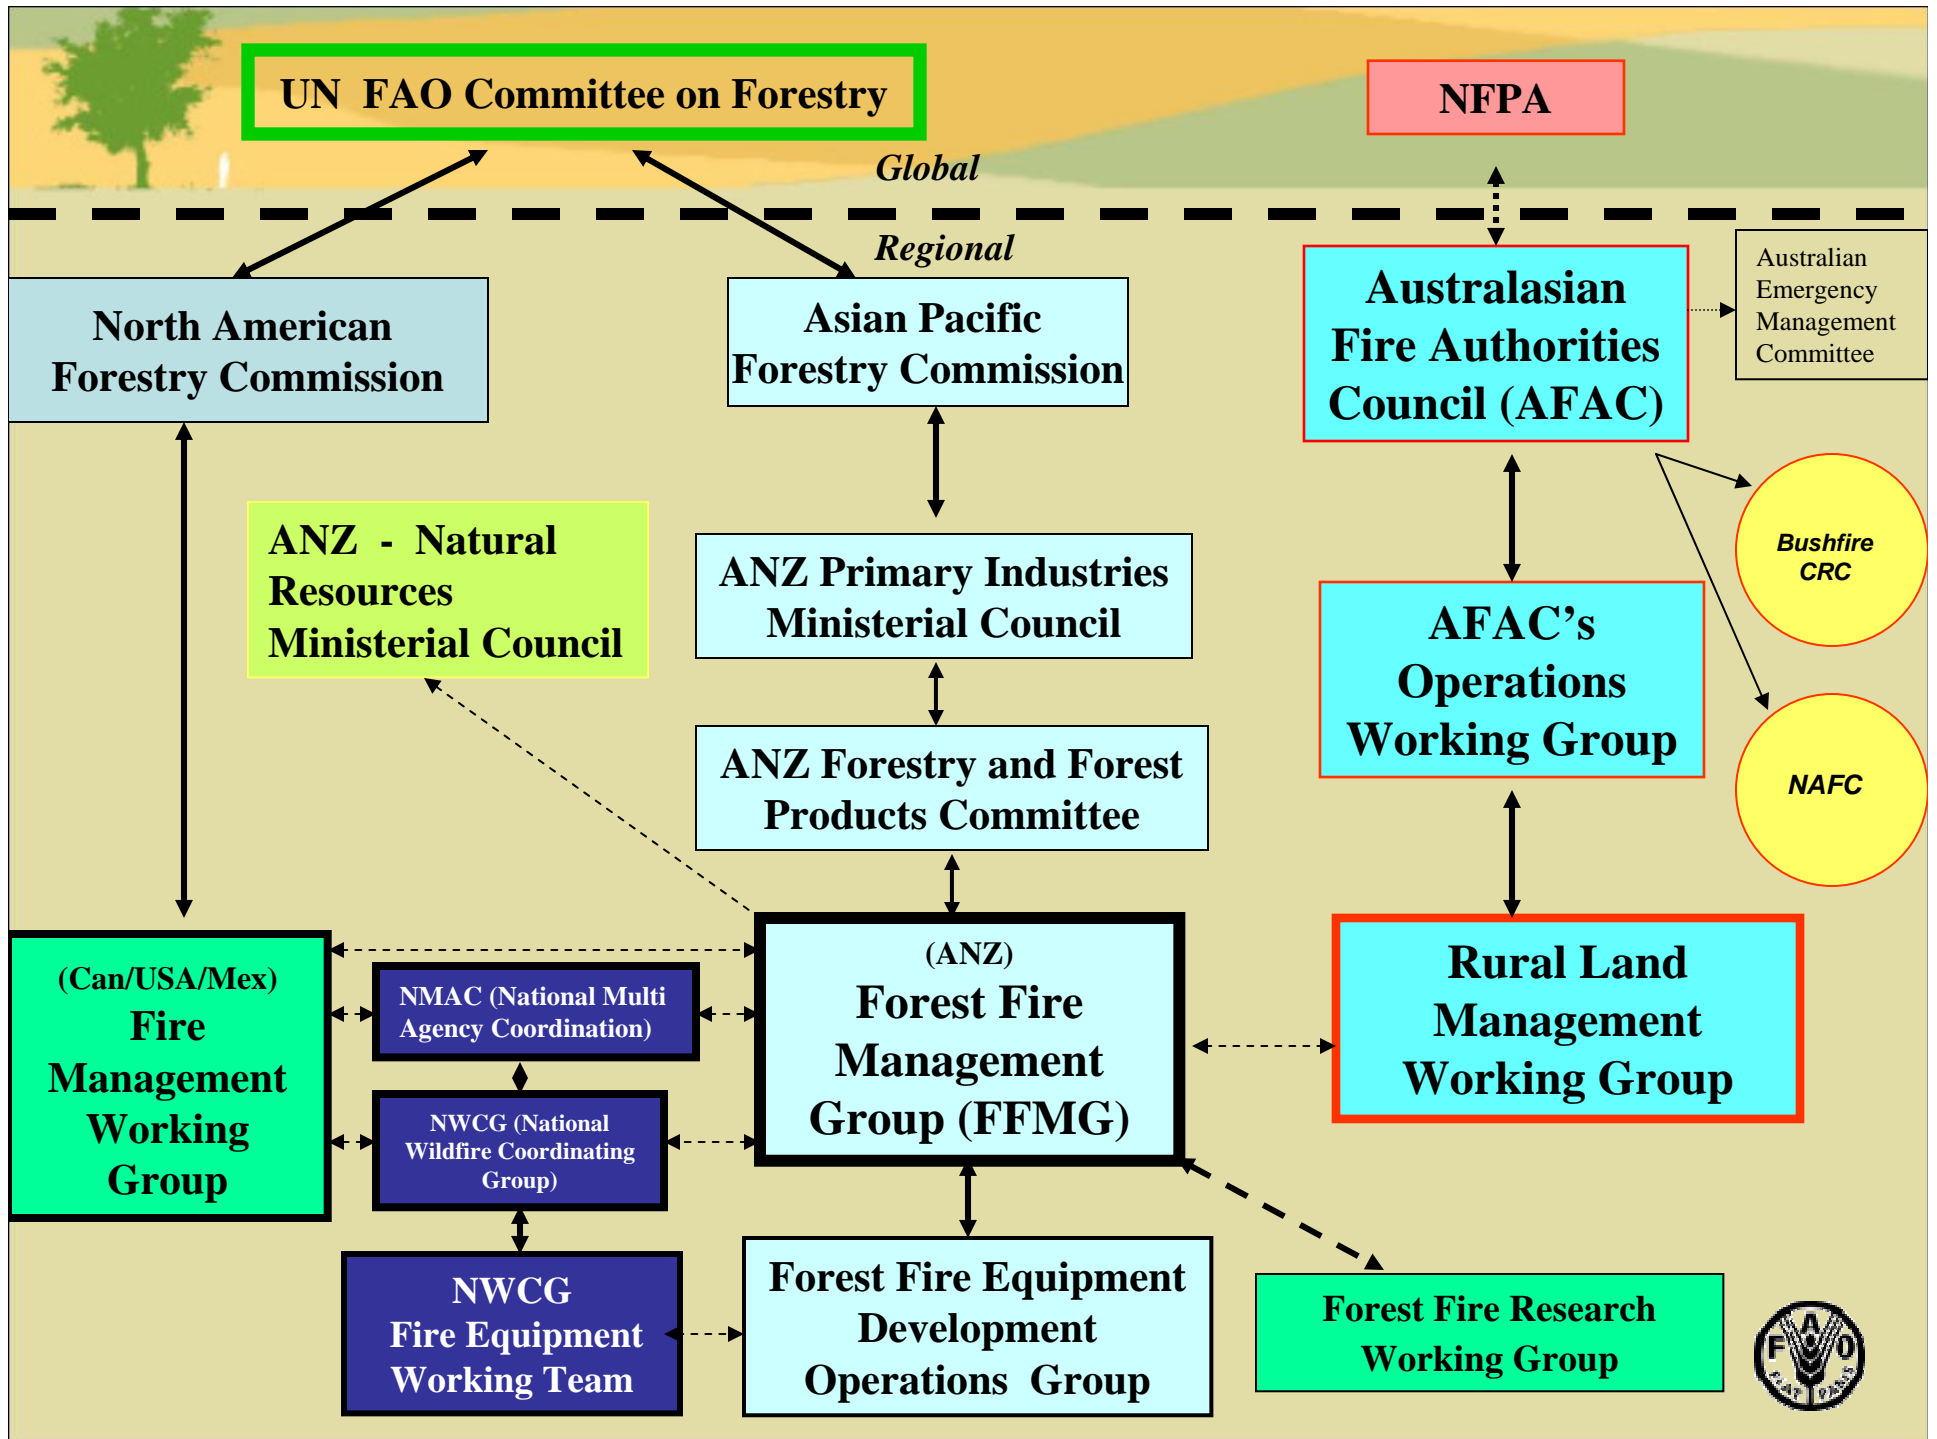 UN  FAO Committee on Forestry
NFPA
Global
Regional
North American
Forestry Commission
Asian Pacific
Forestry Commission
Australasian
Fire Authorities
Council (AFAC)
Australian
Emergency
Management
Committee
ANZ  -  Natural
Resources
Ministerial Council
ANZ Primary Industries
Ministerial Council
Bushfire
CRC
AFAC’s
Operations
Working Group
ANZ Forestry and Forest
Products Committee
NAFC
(Can/USA/Mex)
Fire
Management
Working
Group
NMAC (National Multi
Agency Coordination)
NWCG (National
Wildfire Coordinating
Group)
(ANZ)
Forest Fire
Management
Group (FFMG)
Rural Land
Management
Working Group
NWCG
Fire Equipment
Working Team
Forest Fire Equipment
Development
Operations  Group
Forest Fire Research
Working Group
FAO
FIAT PANIS